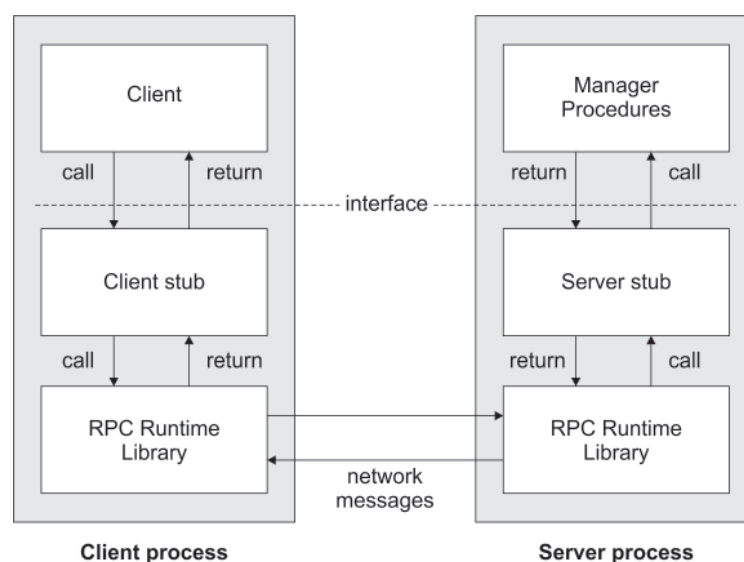 Client
Manager
Procedures
call
return
return
call
interface
Client stub
Server stub
call
return
return
call
RPC Runtime
Library
RPC Runtime
Library
network
messages
Client process
Server process